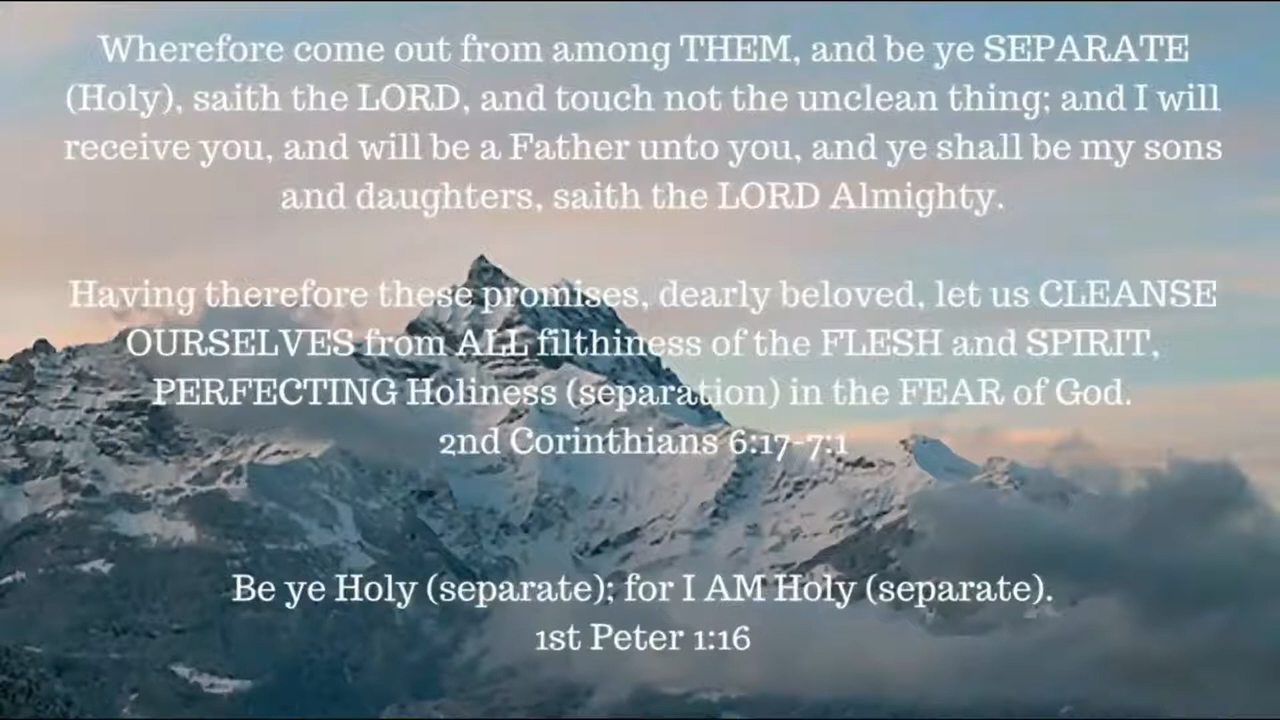 Wherefore come out from among THEM, and be ye SEPARATE
(Holy), saith the LORD, and touch not the unclean thing; and I will
receive you, and will be a Father unto you, and ye shall be my sons
and daughters, saith the LORD Almighty.
Having therefore these promises, dearly beloved, let us CLEANSE
OURSELVES from ALL filthiness of the FLESH and SPIRIT,
PERFECTING Holiness (separation) in the FEAR of God.
2nd Corinthians 6:17-7:1
Be ye Holy (separate); for I AM Holy (separate).
1st Peter 1:16